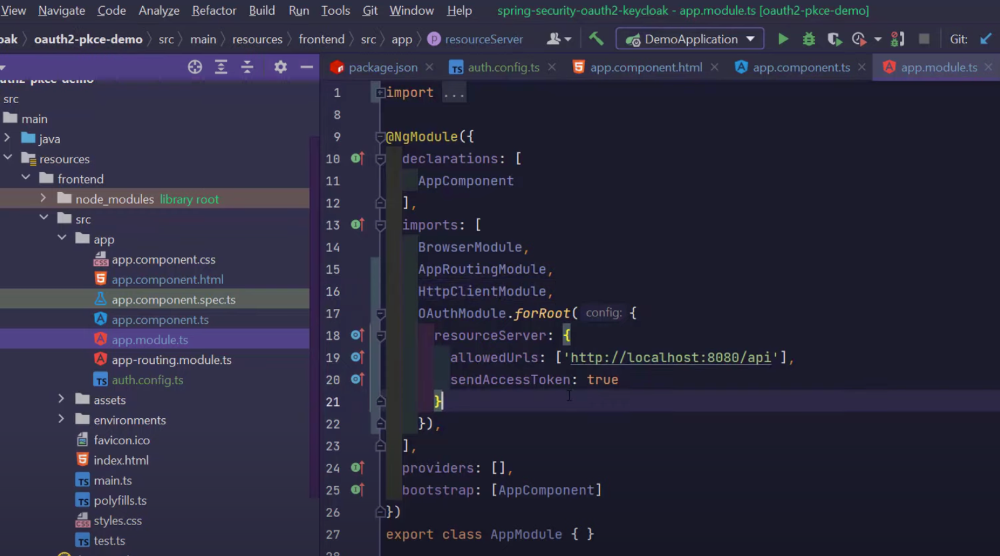 View Navigate Code Analyze Refactor Build Run Tools Git Window Help spring-security-oauth2-keycloak - app.module.ts [oauth2-pkce-demo]
oak oauth2-pkce-demo src main resources frontend src app resourceServer DemoApplication Git:
package.json auth.config.ts app.component.html app.component.ts app.module.ts
auth2-pkce-demo
src
main
java
resources
frontend
node_modules library root
src
app
app.component.css
app.component.html
app.component.spec.ts
app.component.ts
app.module.ts
app-routing.module.ts
auth.config.ts
assets
environments
favicon.ico
index.html
main.ts
polyfills.ts
styles.css
test.ts
1 import ...
8
9 @NgModule({
10 declarations: [
11 AppComponent
12 ],
13 imports: [
14 BrowserModule,
15 AppRoutingModule,
16 HttpClientModule,
17 OAuthModule.forRoot( config: {
18 resourceServer: {
19 allowedUrls: ['http://localhost:8080/api'],
20 sendAccessToken: true
21 }
22 }),
23 ],
24 providers: [],
25 bootstrap: [AppComponent]
26 })
27 export class AppModule { }
28